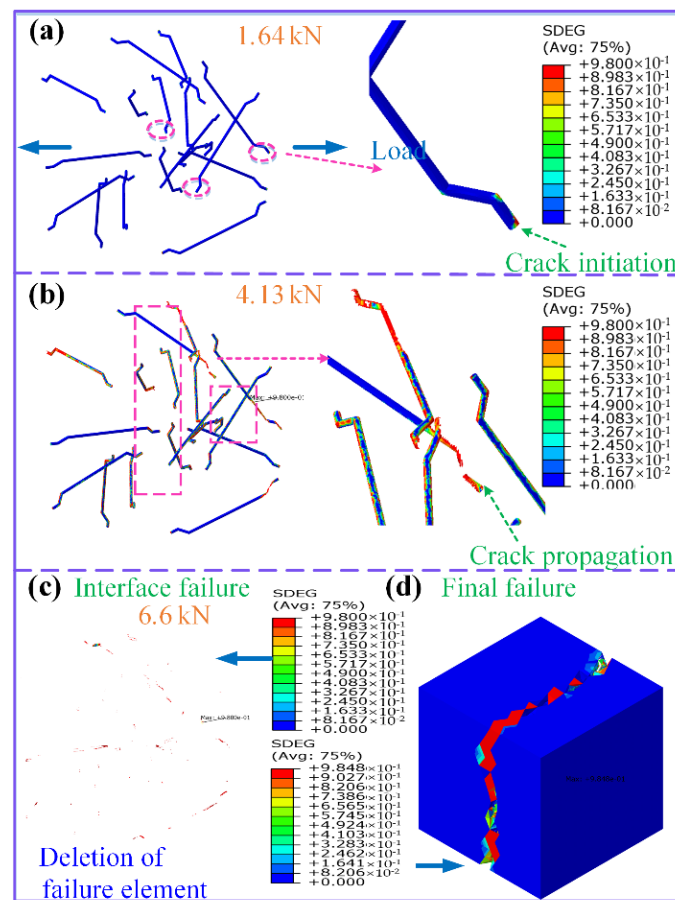 (a)
1.64 kN
Load
SDEG
(Avg: 75%)
+9.800×10-1
+8.983×10-1
+8.167×10-1
+7.350×10-1
+6.533×10-1
+5.717×10-1
+4.900×10-1
+4.083×10-1
+3.267×10-1
+2.450×10-1
+1.633×10-1
+8.167×10-2
+0.000
Crack initiation
(b)
4.13 kN
SDEG
(Avg: 75%)
+9.800×10-1
+8.983×10-1
+8.167×10-1
+7.350×10-1
+6.533×10-1
+5.717×10-1
+4.900×10-1
+4.083×10-1
+3.267×10-1
+2.450×10-1
+1.633×10-1
+8.167×10-2
+0.000
Crack propagation
(c)
Interface failure
6.6 kN
SDEG
(Avg: 75%)
+9.800×10-1
+8.983×10-1
+8.167×10-1
+7.350×10-1
+6.533×10-1
+5.717×10-1
+4.900×10-1
+4.083×10-1
+3.267×10-1
+2.450×10-1
+1.633×10-1
+8.167×10-2
+0.000
SDEG
(Avg: 75%)
+9.848×10-1
+9.027×10-1
+8.206×10-1
+7.386×10-1
+6.565×10-1
+5.745×10-1
+4.924×10-1
+4.103×10-1
+3.283×10-1
+2.462×10-1
+1.641×10-1
+8.206×10-2
+0.000
Deletion of
failure element
(d)
Final failure